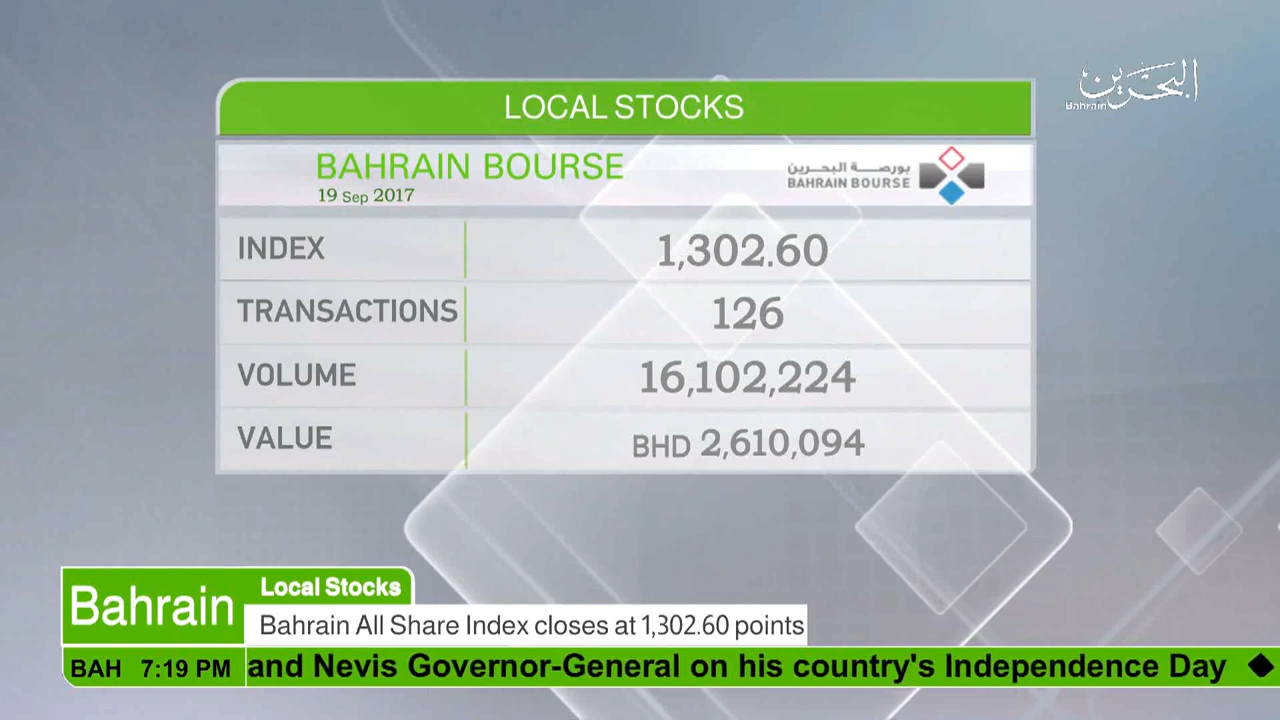 LOCAL STOCKS
البحرين
Bahrain
BAHRAIN BOURSE
19 Sep 2017
بورصة البحرين
BAHRAIN BOURSE
INDEX 1,302.60
TRANSACTIONS 126
VOLUME 16,102,224
VALUE BHD 2,610,094
Bahrain
Local Stocks
Bahrain All Share Index closes at 1,302.60 points
BAH 7:19 PM and Nevis Governor-General on his country's Independence Day ◆